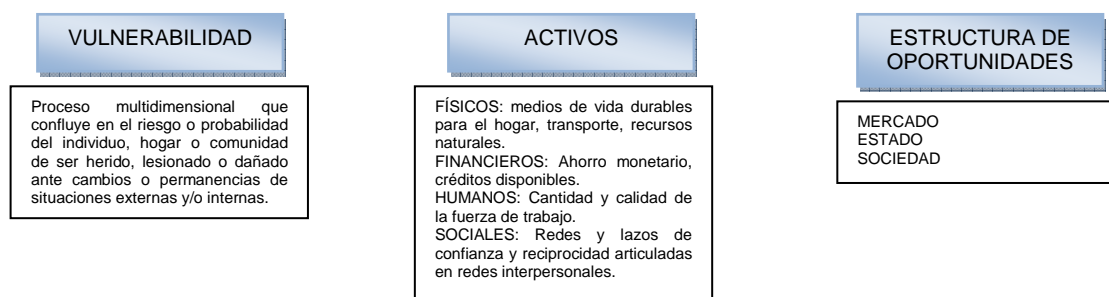 VULNERABILIDAD
Proceso multidimensional que
confluye en el riesgo o probabilidad
del individuo, hogar o comunidad
de ser herido, lesionado o dañado
ante cambios o permanencias de
situaciones externas y/o internas.
ACTIVOS
FÍSICOS: medios de vida durables
para el hogar, transporte, recursos
naturales.
FINANCIEROS: Ahorro monetario,
créditos disponibles.
HUMANOS: Cantidad y calidad de
la fuerza de trabajo.
SOCIALES: Redes y lazos de
confianza y reciprocidad articuladas
en redes interpersonales.
ESTRUCTURA DE
OPORTUNIDADES
MERCADO
ESTADO
SOCIEDAD